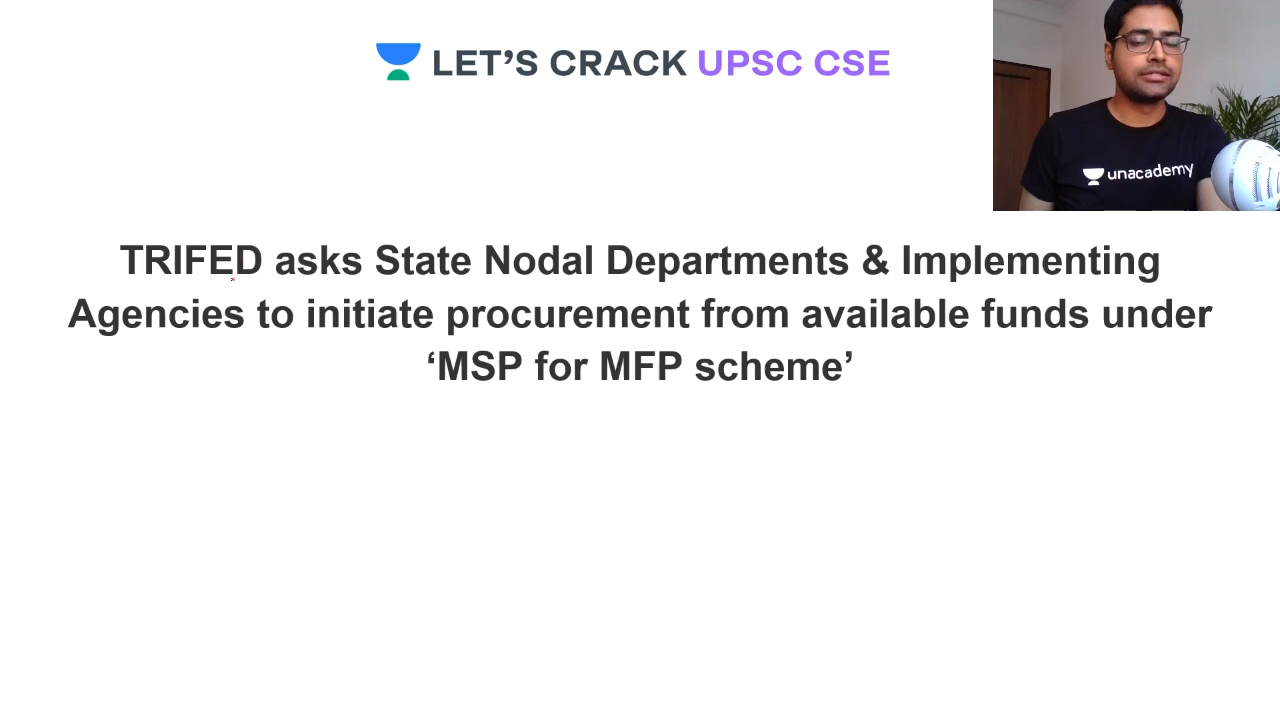 LET’S CRACK UPSC CSE
unacademy
TRIFED asks State Nodal Departments & Implementing
Agencies to initiate procurement from available funds under
‘MSP for MFP scheme’